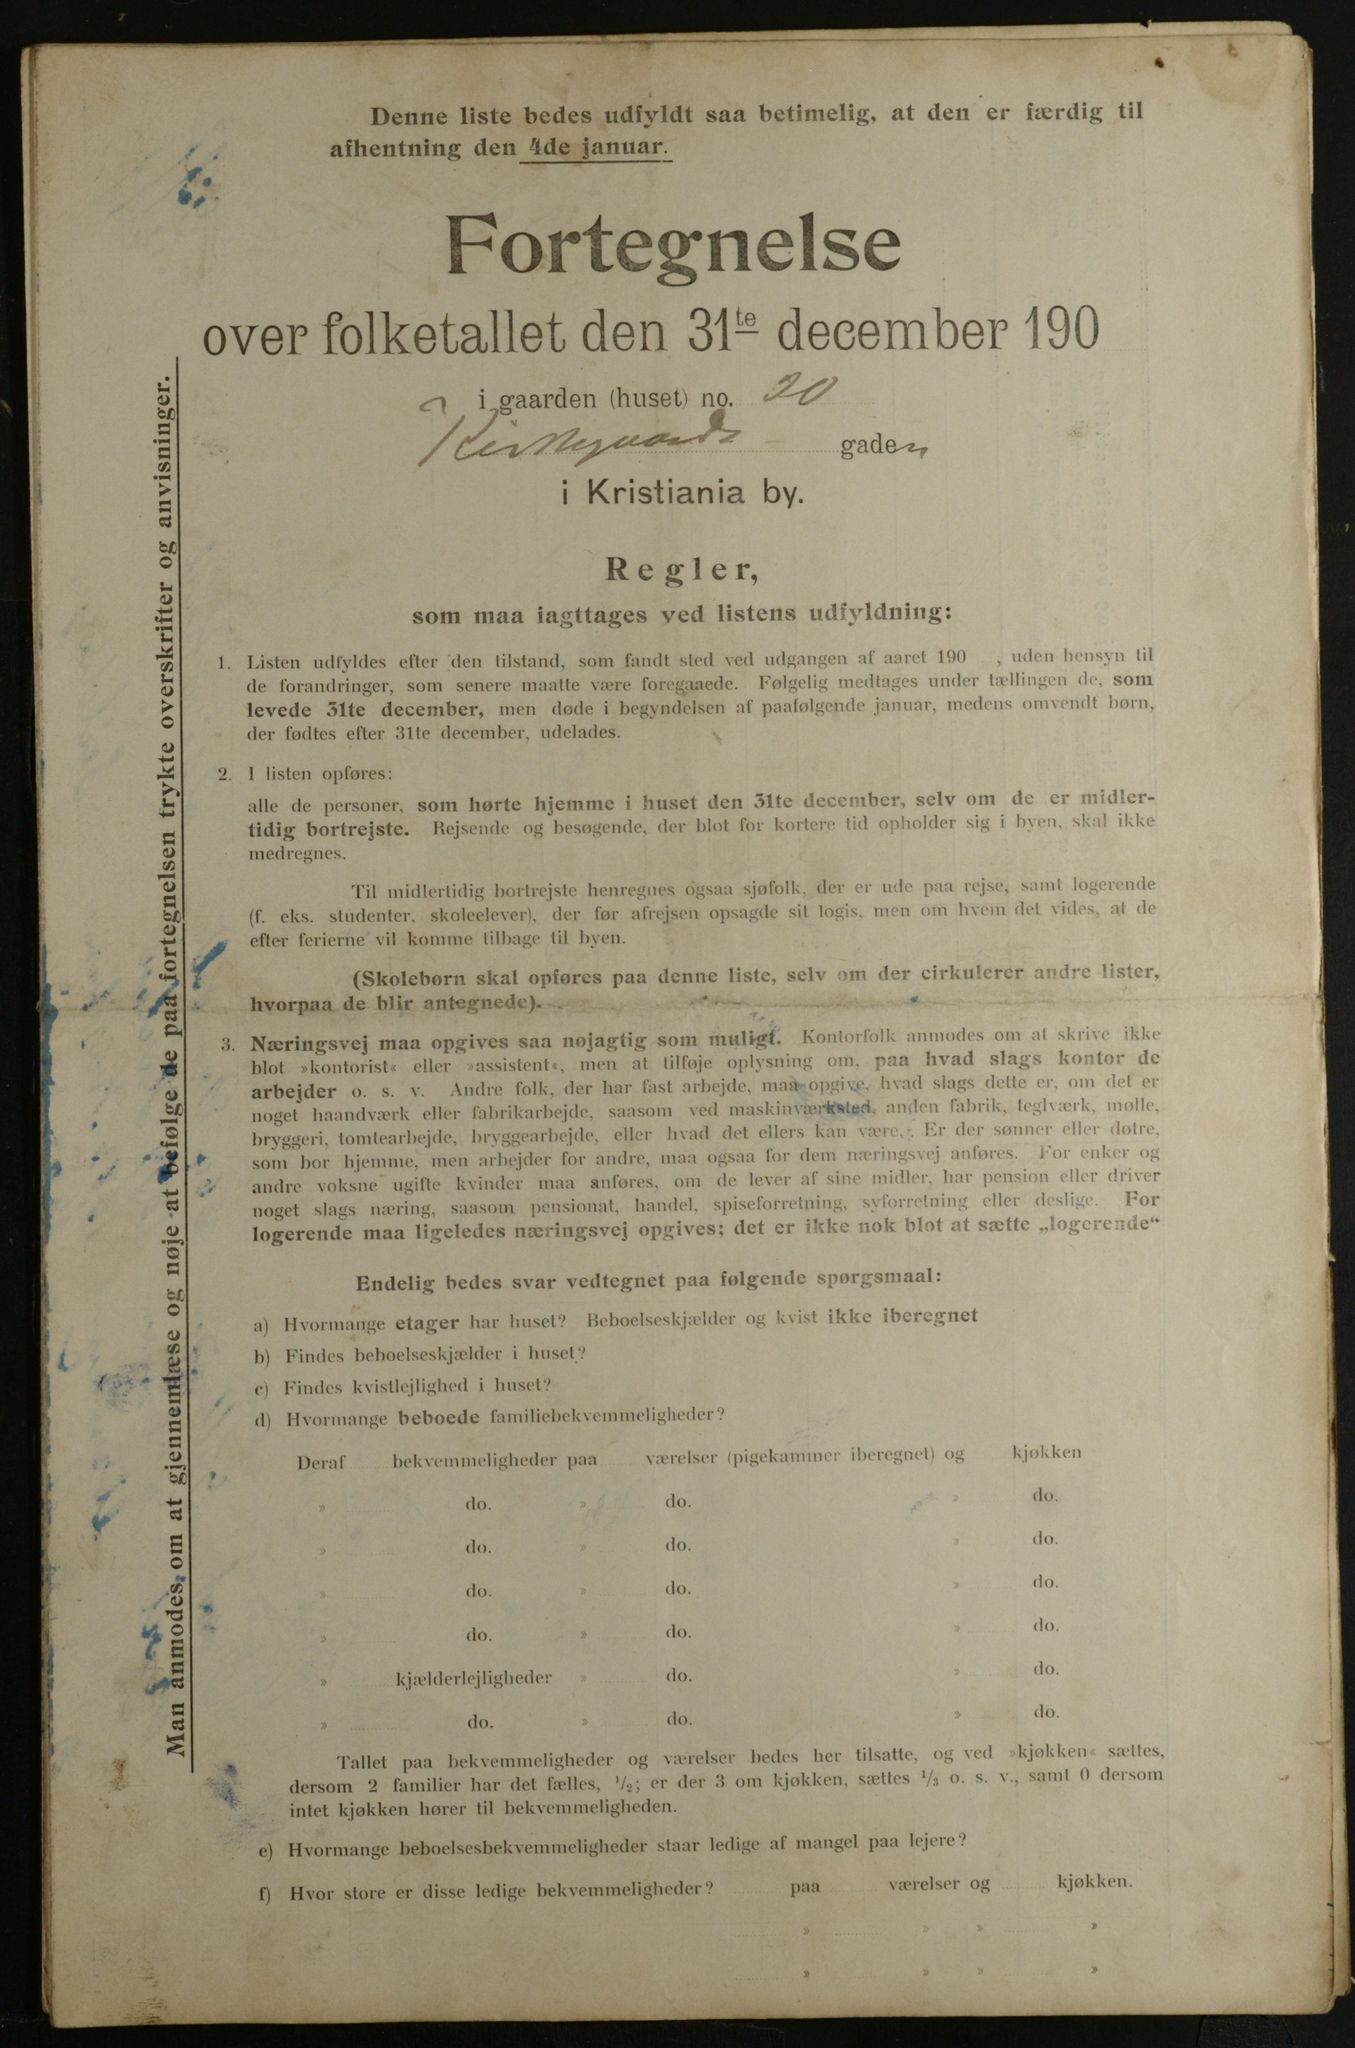 Denne liste bedes udfyldt saa betimelig, at den er færdig til
afhentning den 4de januar.
Fortegnelse
over folketallet den 31te december 190
i gaarden (huset) no. 20
Kirkegaards gaden
i Kristiania by.
Regler,
som maa iagttages ved listens udfyldning:
1. Listen udfyldes efter den tilstand, som fandt sted ved udgangen af aaret 190 , uden hensyn til
de forandringer, som senere maatte være foregaaede. Følgelig medtages under tællingen de, som
levede 31te december, men døde i begyndelsen af paafølgende januar, medens omvendt børn,
der fødtes efter 31te december, udelades.
2. I listen opføres:
alle de personer, som hørte hjemme i huset den 31te december, selv om de er midler-
tidig bortrejste. Rejsende og besøgende, der blot for kortere tid opholder sig i byen, skal ikke
medregnes.
Til midlertidig bortrejste henregnes ogsaa sjøfolk, der er ude paa rejse, samt logerende
(f. eks. studenter, skoleelever), der før afrejsen opsagde sit logis, men om hvem det vides, at de
efter ferierne vil komme tilbage til byen.
(Skolebørn skal opføres paa denne liste, selv om der cirkulerer andre lister,
hvorpaa de blir antegnede).
3. Næringsvej maa opgives saa nøjagtig som muligt. Kontorfolk anmodes om at skrive ikke
blot »kontorist« eller »assistent«, men at tilføje oplysning om, paa hvad slags kontor de
arbejder o. s. v. Andre folk, der har fast arbejde, maa opgive, hvad slags dette er, om det er
noget haandværk eller fabrikarbejde, saasom ved maskinværksted, anden fabrik, teglværk, mølle,
bryggeri, tomtearbejde, bryggearbejde, eller hvad det ellers kan være. Er der sønner eller døtre,
som bor hjemme, men arbejder for andre, maa ogsaa for dem næringsvej anføres. For enker og
andre voksne ugifte kvinder maa anføres, om de lever af sine midler, har pension eller driver
noget slags næring, saasom pensionat, handel, spiseforretning, syforretning eller deslige. For
logerende maa ligeledes næringsvej opgives; det er ikke nok blot at sætte „logerende“
Endelig bedes svar vedtegnet paa følgende spørgsmaal:
a) Hvormange etager har huset? Beboelseskjælder og kvist ikke iberegnet
b) Findes beboelseskjælder i huset?
c) Findes kvistlejlighed i huset?
d) Hvormange beboede familiebekvemmeligheder?
Deraf bekvemmeligheder paa værelser (pigekammer iberegnet) og kjøkken
» do. » do. » do.
» do. » do. » do.
» do. » do. » do.
» do. » do. » do.
» kjælderlejligheder » do. » do.
» do. » do. » do.
Tallet paa bekvemmeligheder og værelser bedes her tilsatte, og ved »kjøkken« sættes,
dersom 2 familier har det fælles, 1/2; er der 3 om kjøkken, sættes 1/3 o. s. v., samt 0 dersom
intet kjøkken hører til bekvemmeligheden.
e) Hvormange beboelsesbekvemmeligheder staar ledige af mangel paa lejere?
f) Hvor store er disse ledige bekvemmeligheder? paa værelser og kjøkken.
» » » »
» » » »
Man anmodes om at gjennemlæse og nøje at befølge de paa fortegnelsen trykte overskrifter og anvisninger.